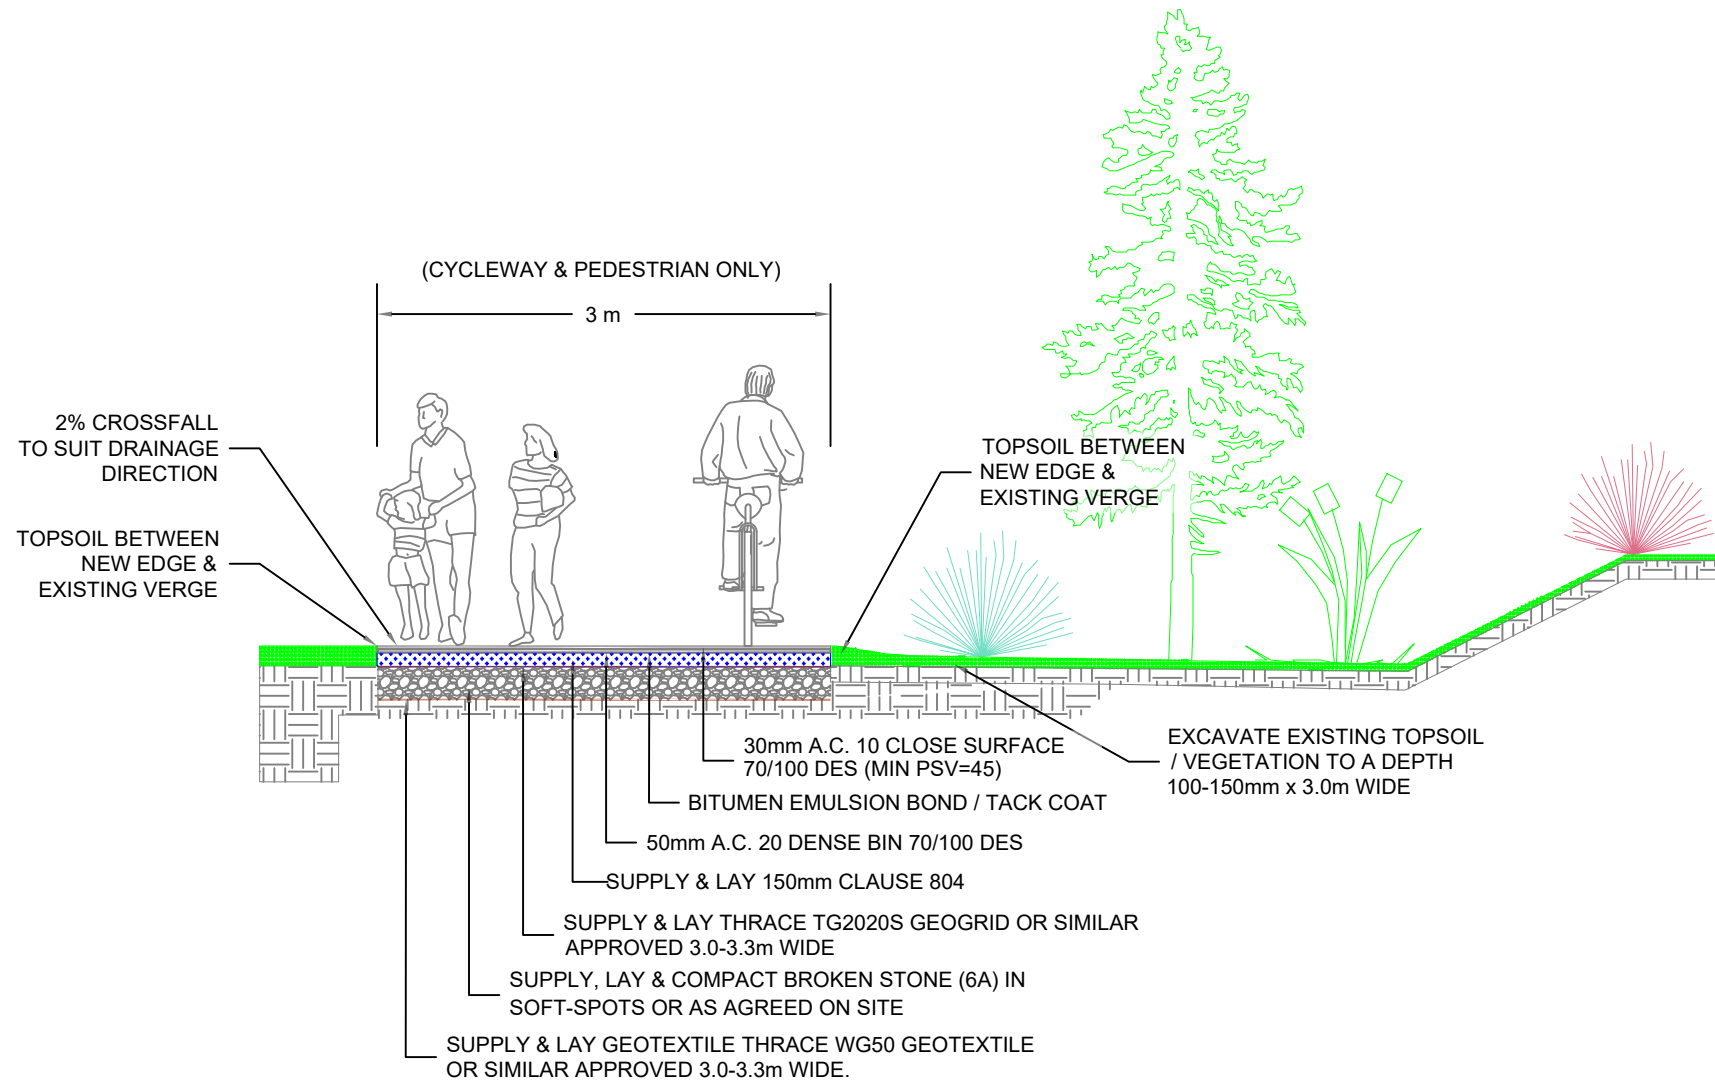 (CYCLEWAY & PEDESTRIAN ONLY)
3 m
2% CROSSFALL
TO SUIT DRAINAGE
DIRECTION
TOPSOIL BETWEEN
NEW EDGE &
EXISTING VERGE
TOPSOIL BETWEEN
NEW EDGE &
EXISTING VERGE
30mm A.C. 10 CLOSE SURFACE
70/100 DES (MIN PSV=45)
BITUMEN EMULSION BOND / TACK COAT
50mm A.C. 20 DENSE BIN 70/100 DES
SUPPLY & LAY 150mm CLAUSE 804
SUPPLY & LAY THRACE TG2020S GEOGRID OR SIMILAR
APPROVED 3.0-3.3m WIDE
SUPPLY, LAY & COMPACT BROKEN STONE (6A) IN
SOFT-SPOTS OR AS AGREED ON SITE
SUPPLY & LAY GEOTEXTILE THRACE WG50 GEOTEXTILE
OR SIMILAR APPROVED 3.0-3.3m WIDE.
EXCAVATE EXISTING TOPSOIL
/ VEGETATION TO A DEPTH
100-150mm x 3.0m WIDE